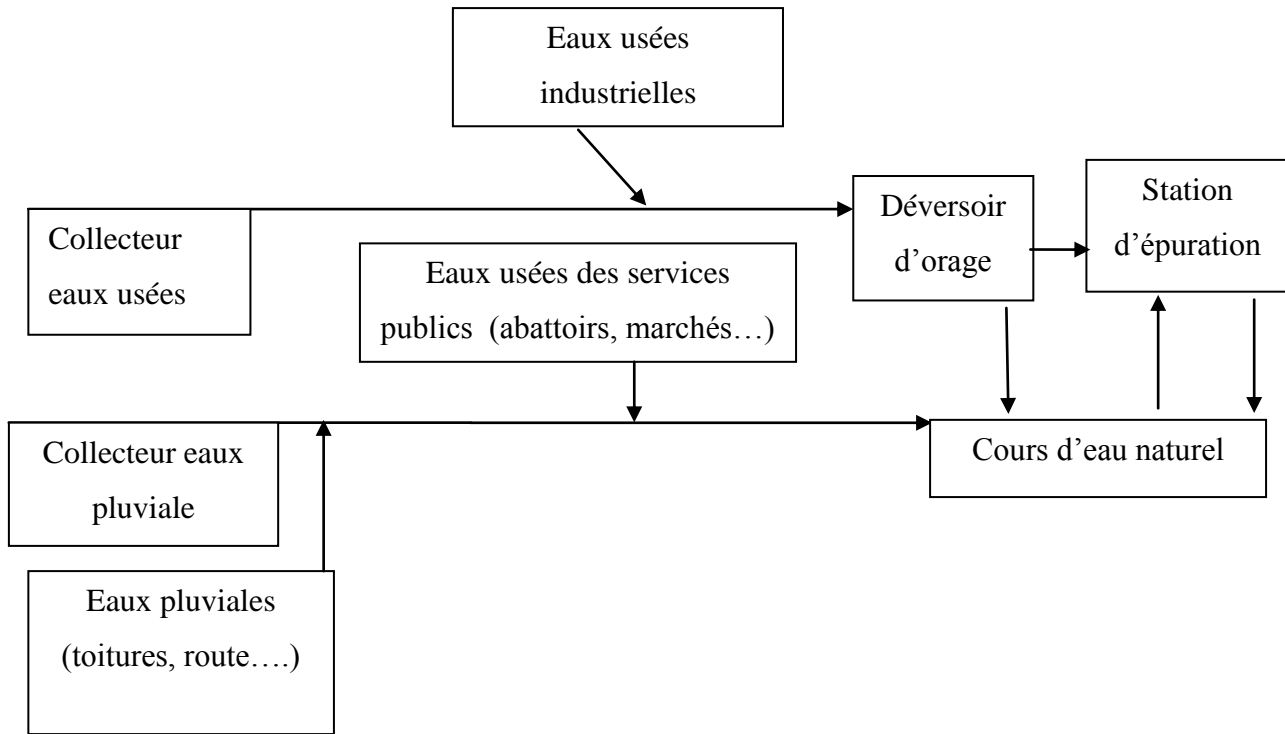 Eaux usées
industrielles
Déversoir
d’orage
Station
d’épuration
Collecteur
eaux usées
Eaux usées des services
publics (abattoirs, marchés…)
Collecteur eaux
pluviale
Cours d’eau naturel
Eaux pluviales
(toitures, route….)